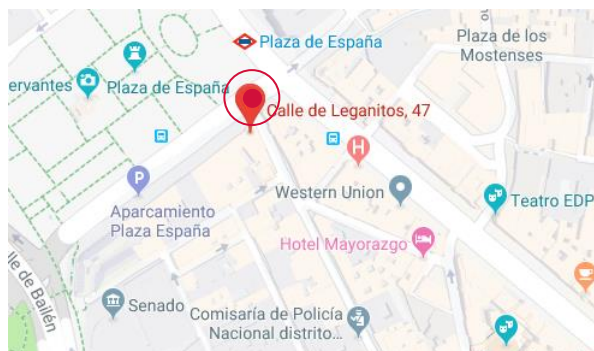 Plaza de España
Plaza de los
Mostenses
ervantes
Plaza de España
Calle de Leganitos, 47
H
P
Western Union
Teatro EDP
Aparcamiento
Plaza España
Hotel Mayorazgo
lle de Bailén
Senado
Comisaría de Policía
Nacional distrito...